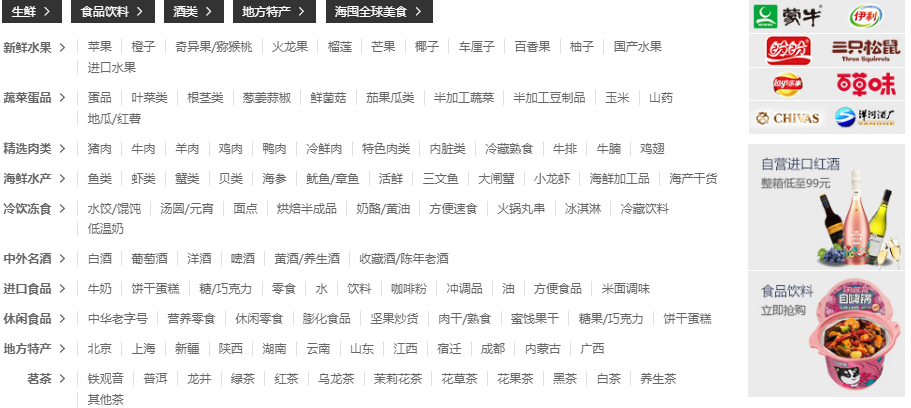 生鲜 > 食品饮料 > 酒类 > 地方特产 > 海囤全球美食 >
新鲜水果 > 苹果 橙子 奇异果/猕猴桃 火龙果 榴莲 芒果 椰子 车厘子 百香果 柚子 国产水果
进口水果
蔬菜蛋品 > 蛋品 叶菜类 根茎类 葱姜蒜椒 鲜菌菇 茄果瓜类 半加工蔬菜 半加工豆制品 玉米 山药
地瓜/红薯
精选肉类 > 猪肉 牛肉 羊肉 鸡肉 鸭肉 冷鲜肉 特色肉类 内脏类 冷藏熟食 牛排 牛腩 鸡翅
海鲜水产 > 鱼类 虾类 蟹类 贝类 海参 鱿鱼/章鱼 活鲜 三文鱼 大闸蟹 小龙虾 海鲜加工品 海产干货
冷饮冻食 > 水饺/馄饨 汤圆/元宵 面点 烘焙半成品 奶酪/黄油 方便速食 火锅丸串 冰淇淋 冷藏饮料
低温奶
中外名酒 > 白酒 葡萄酒 洋酒 啤酒 黄酒/养生酒 收藏酒/陈年老酒
进口食品 > 牛奶 饼干蛋糕 糖/巧克力 零食 水 饮料 咖啡粉 冲调品 油 方便食品 米面调味
休闲食品 > 中华老字号 营养零食 休闲零食 膨化食品 坚果炒货 肉干/熟食 蜜饯果干 糖果/巧克力 饼干蛋糕
地方特产 > 北京 上海 新疆 陕西 湖南 云南 山东 江西 宿迁 成都 内蒙古 广西
茗茶 > 铁观音 普洱 龙井 绿茶 红茶 乌龙茶 茉莉花茶 花草茶 花果茶 黑茶 白茶 养生茶
其他茶
蒙牛 伊利
盼盼 三只松鼠
Three Squirrels
百草味
CHIVAS 洋河酒厂
YANGHE
自营进口红酒
整箱低至99元
食品饮料
立即抢购
自嗨锅